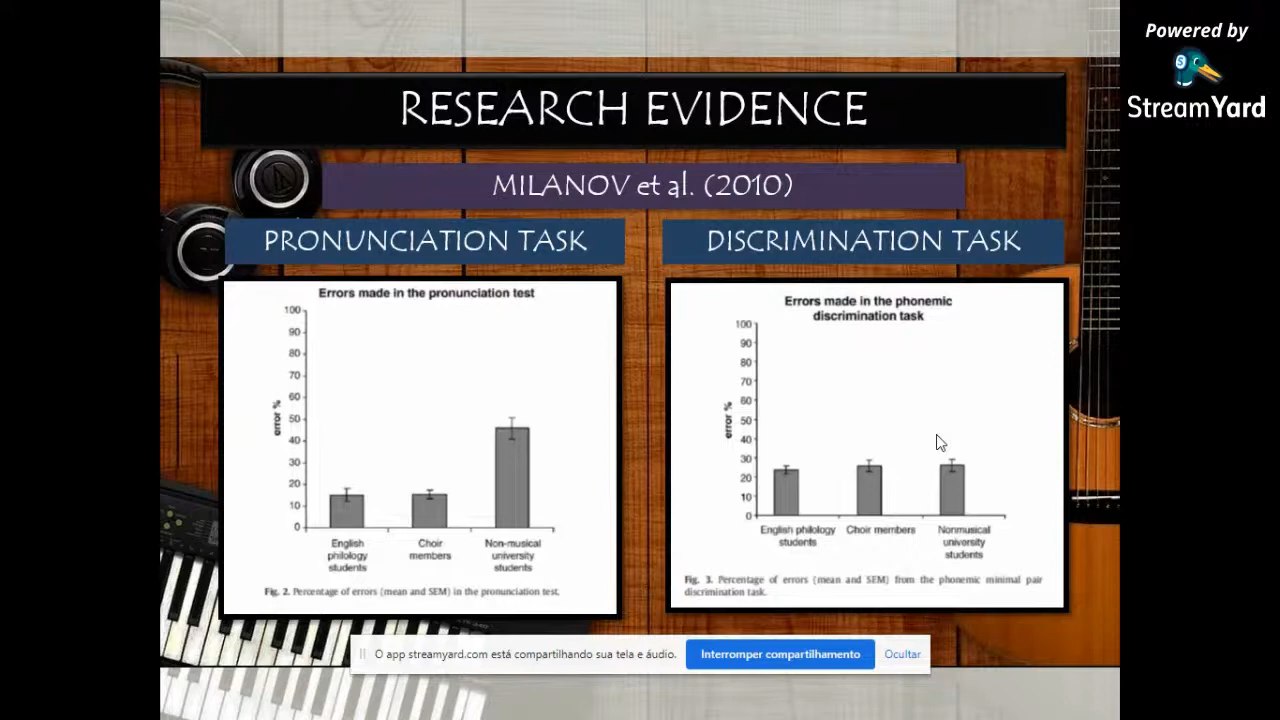 Powered by
StreamYard
RESEARCH EVIDENCE
MILANOV et al. (2010)
PRONUNCIATION TASK
DISCRIMINATION TASK
Errors made in the pronunciation test
100
90
80
70
60
50
40
30
20
10
0
error %
English
philology
students
Choir
members
Non-musical
university
students
Fig. 2. Percentage of errors (mean and SEM) in the pronunciation test.
Errors made in the phonemic
discrimination task
100
90
80
70
60
50
40
30
20
10
0
error %
English philology
students
Choir members
Nonmusical
university
students
Fig. 3. Percentage of errors (mean and SEM) from the phonemic minimal pair
discrimination task.
O app streamyard.com está compartilhando sua tela e áudio.
Interromper compartilhamento
Ocultar